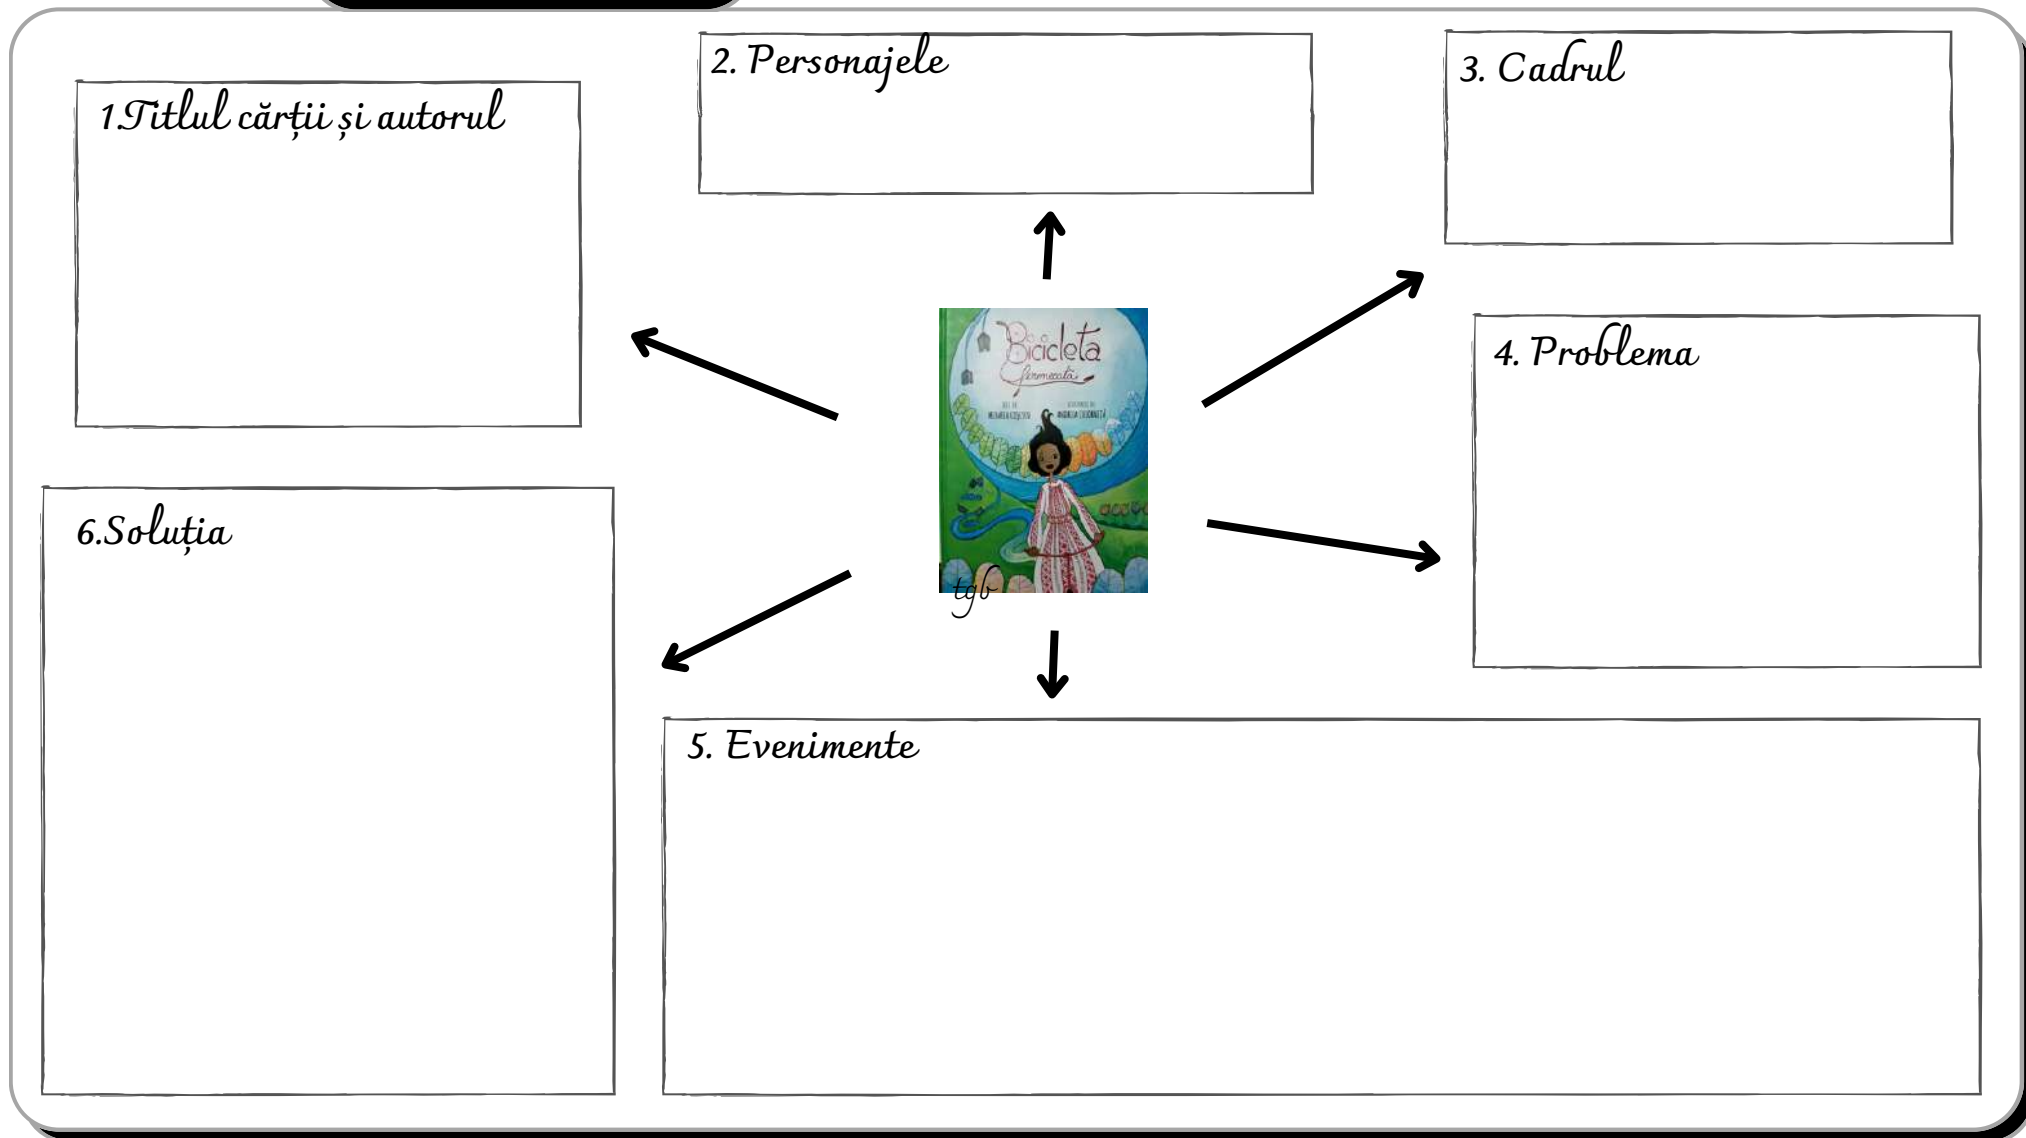 1.Titlul cărții și autorul
2. Personajele
3. Cadrul
4. Problema
Bicicleta
fermecată
tgb
5. Evenimente
6.Soluția